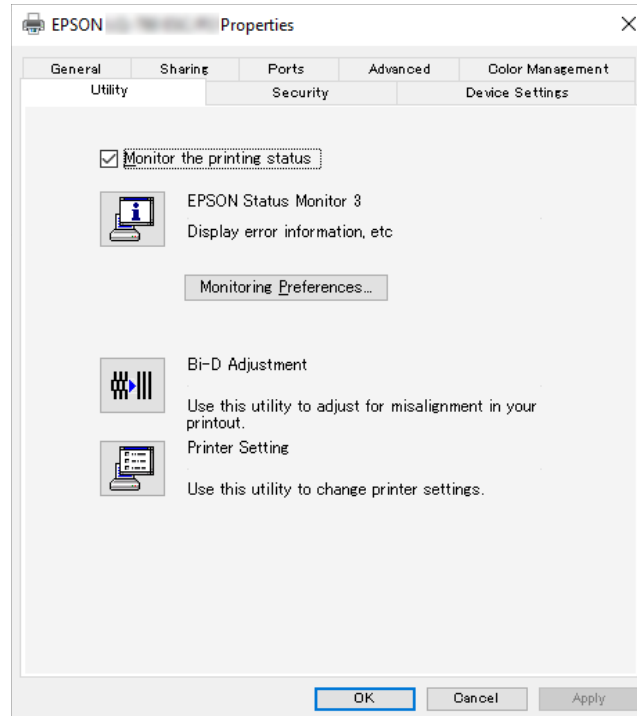 EPSON Properties
General Sharing Ports Advanced Color Management
Utility Security Device Settings
Monitor the printing status
EPSON Status Monitor 3
Display error information, etc
Monitoring Preferences...
Bi-D Adjustment
Use this utility to adjust for misalignment in your
printout.
Printer Setting
Use this utility to change printer settings.
OK Cancel Apply